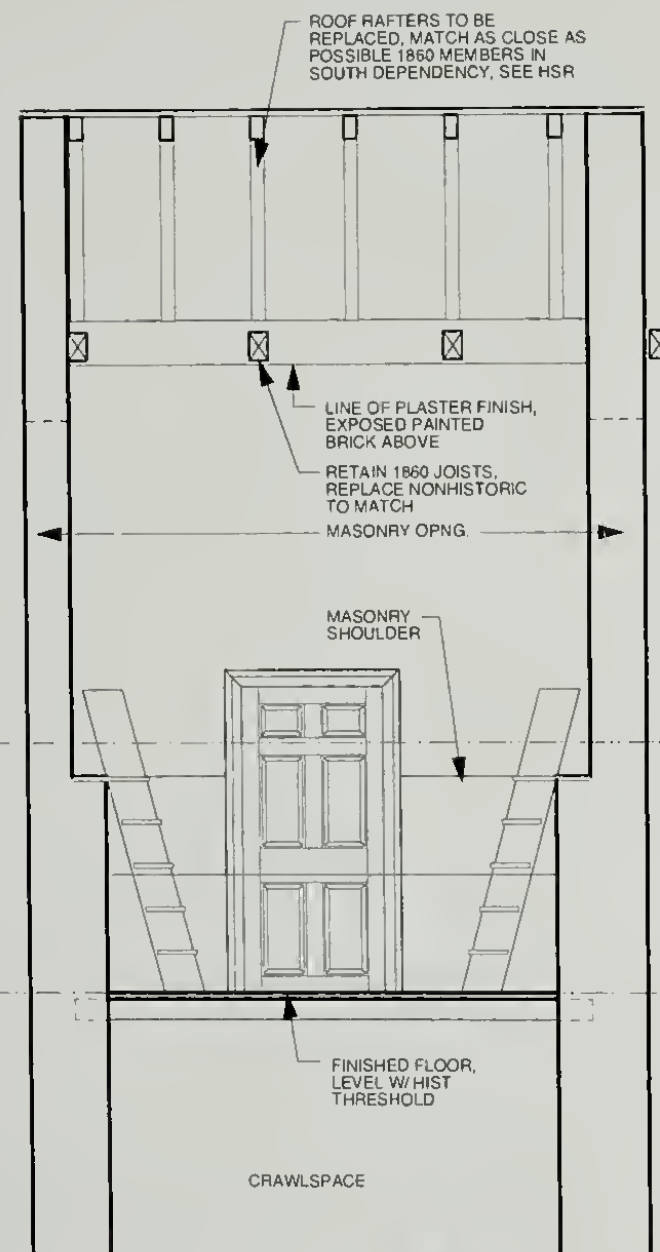 ROOF RAFTERS TO BE
REPLACED, MATCH AS CLOSE AS
POSSIBLE 1860 MEMBERS IN
SOUTH DEPENDENCY, SEE HSR
LINE OF PLASTER FINISH,
EXPOSED PAINTED
BRICK ABOVE
RETAIN 1860 JOISTS,
REPLACE NONHISTORIC
TO MATCH
MASONRY OPNG.
MASONRY
SHOULDER
FINISHED FLOOR,
LEVEL W/ HIST
THRESHOLD
CRAWLSPACE